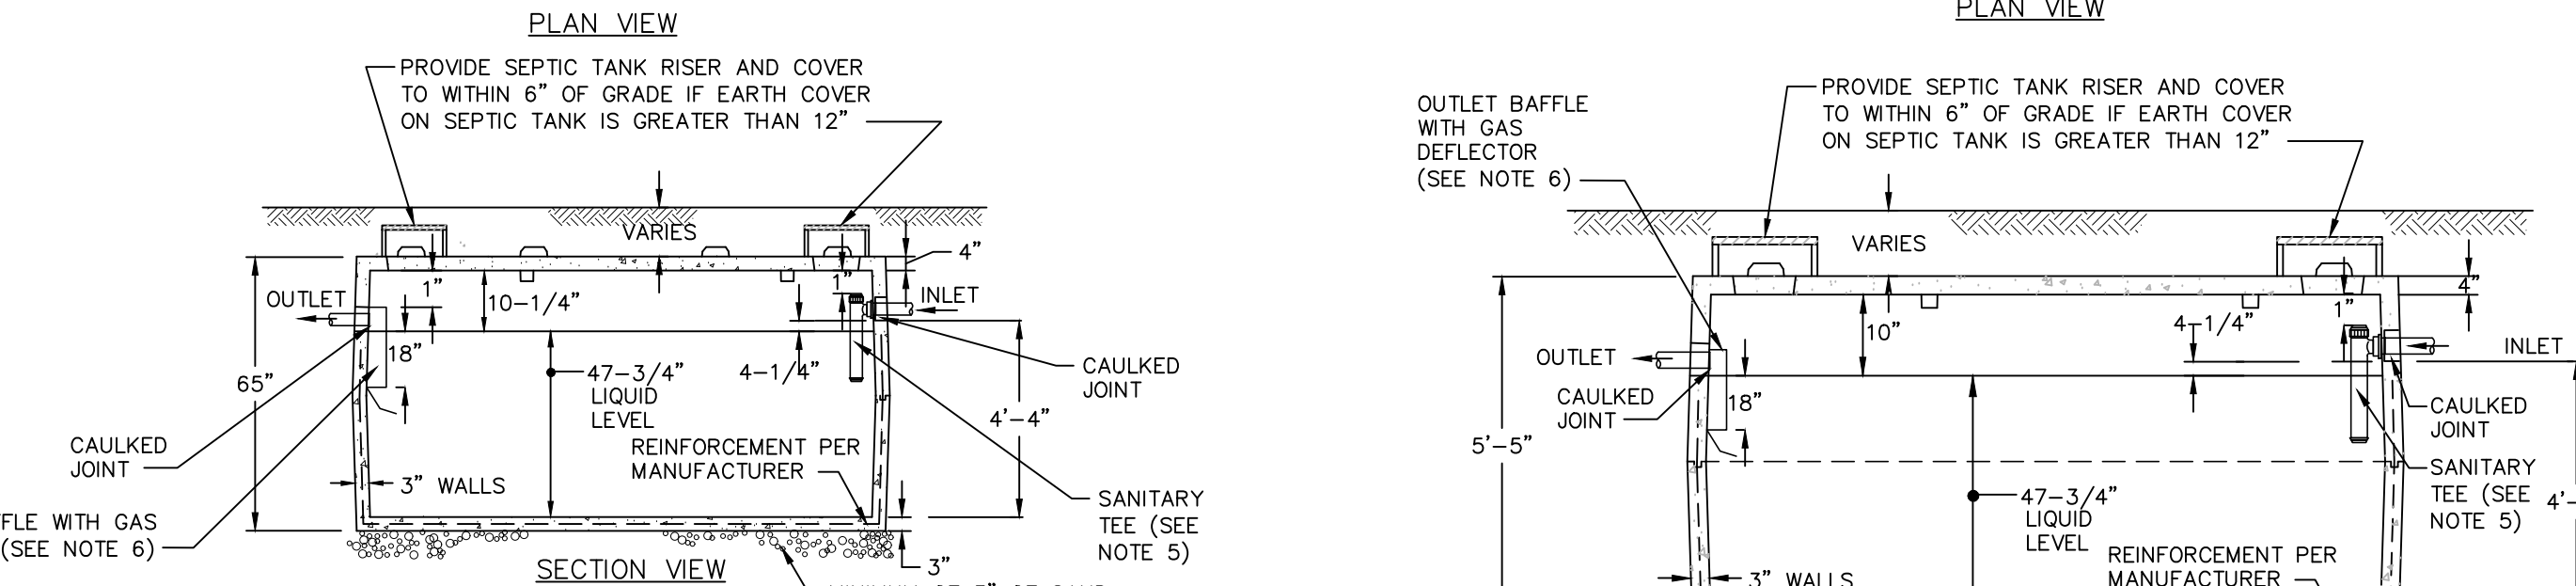 PLAN VIEW
PROVIDE SEPTIC TANK RISER AND COVER
TO WITHIN 6” OF GRADE IF EARTH COVER
ON SEPTIC TANK IS GREATER THAN 12”
VARIES
4”
1”
10-1/4”
1”
OUTLET
INLET
18”
65”
47-3/4”
LIQUID
LEVEL
4-1/4”
CAULKED
JOINT
4'-4”
CAULKED
JOINT
REINFORCEMENT PER
MANUFACTURER
3” WALLS
SANITARY
TEE (SEE
NOTE 5)
WITH GAS
(SEE NOTE 6)
3”
SECTION VIEW
PLAN VIEW
PROVIDE SEPTIC TANK RISER AND COVER
TO WITHIN 6” OF GRADE IF EARTH COVER
ON SEPTIC TANK IS GREATER THAN 12”
OUTLET BAFFLE
WITH GAS
DEFLECTOR
(SEE NOTE 6)
VARIES
4”
1”
10”
4-1/4”
OUTLET
INLET
CAULKED
JOINT
18”
5'-5”
CAULKED
JOINT
SANITARY
TEE (SEE
NOTE 5)
47-3/4”
LIQUID
LEVEL
REINFORCEMENT PER
MANUFACTURER
3” WALLS